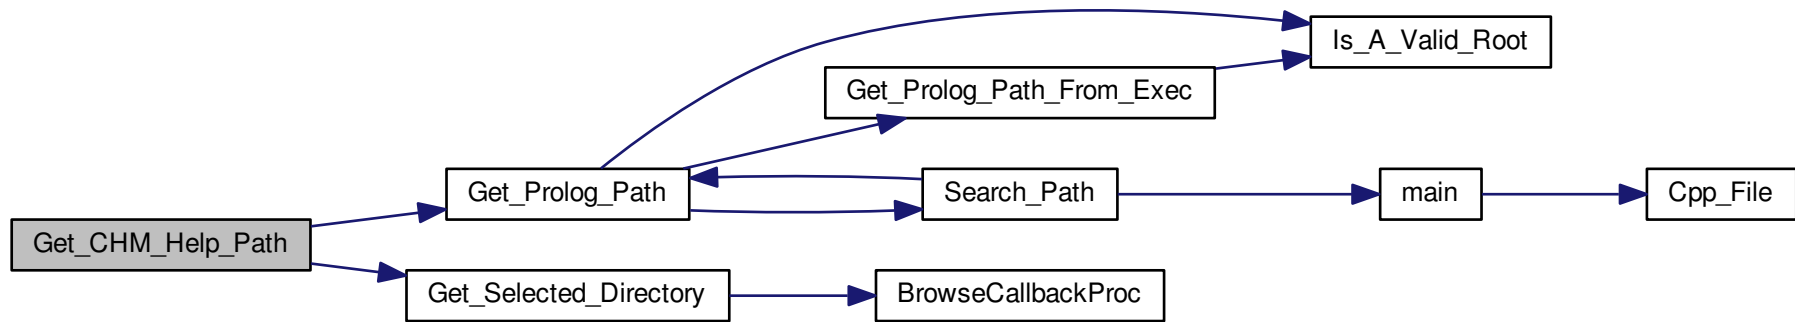 Is_A_Valid_Root
Get_Prolog_Path_From_Exec
Get_Prolog_Path
Search_Path
main
Cpp_File
Get_CHM_Help_Path
Get_Selected_Directory
BrowseCallbackProc